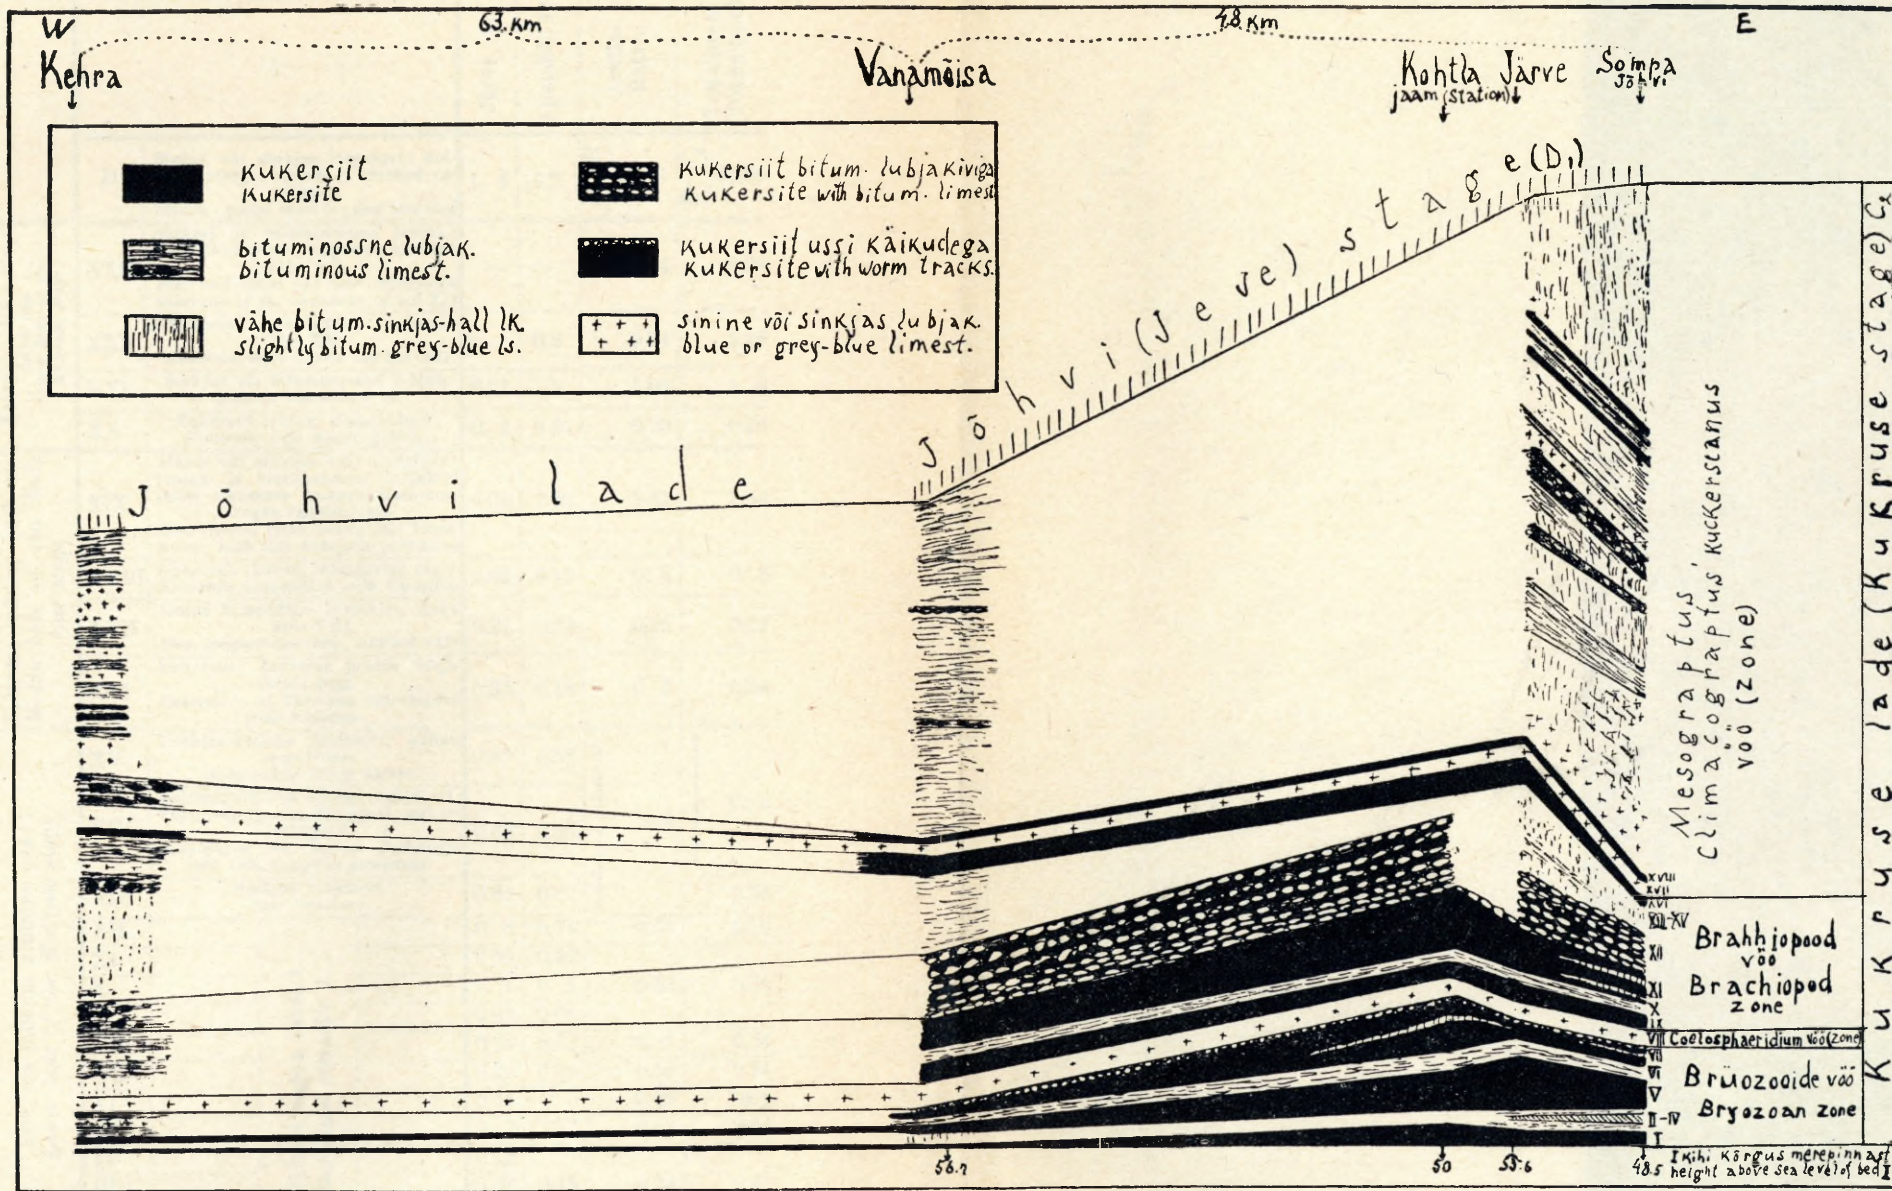 W
63. Km
48. Km
E
Kehra
Vanamõisa
Kohtla Järve
jaam (station)
Sompa
Jõhvi
kukersiit
kukersite
kukersiit bitum. lubjakiviga
kukersite with bitum. limest
bituminossne lubjak.
bituminous limest.
kukersiit ussi käikudega
kukersite with worm tracks.
vähe bitum. sinkjas-hall lk.
slightly bitum. grey-blue ls.
sinine või sinkjas lubjak.
blue or grey-blue limest.
Jõhvi lade
Jõhvi (Jeve) stage (D1)
Mesograptus
Climacograptus kuckersianus
vöö (zone)
Kukruse lade (Kukruse stage) C2
XVIII
XVII
XVI
XIII-XV
XII
XI
X
IX
VIII
VII
VI
V
II-IV
I
Brahhiopood
vöö
Brachiopod
zone
Coelosphaeridium vöö (zone)
Brüozooide vöö
Bryozoan zone
56.7
50
55.6
48.5
I kihi kõrgus merepinnast
height above sea level of bed I